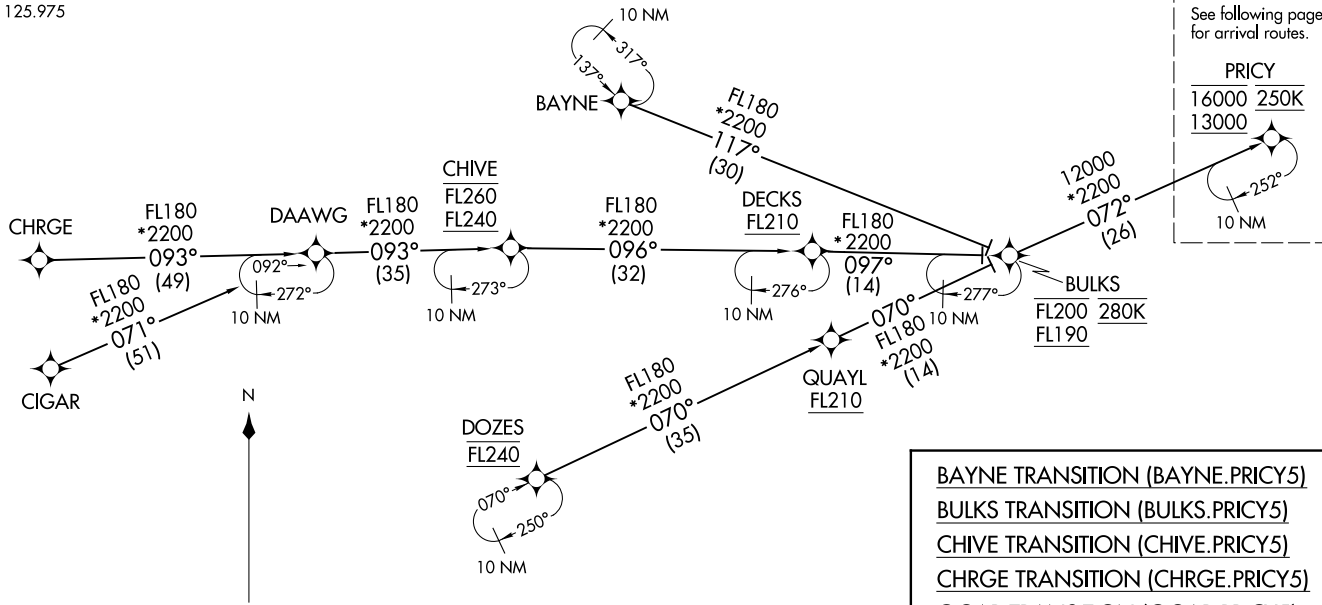 125.975
10 NM
317°
137°
BAYNE
FL180
*2200
117°
(30)
See following page
for arrival routes.
PRICY
16000 250K
13000
252°
10 NM
12000
*2200
072°
(26)
CHRGE
FL180
*2200
093°
(49)
DAAWG
092°
272°
10 NM
FL180
*2200
093°
(35)
CHIVE
FL260
FL240
273°
10 NM
FL180
*2200
096°
(32)
DECKS
FL210
276°
10 NM
FL180
*2200
097°
(14)
277°
10 NM
BULKS
FL200 280K
FL190
FL180
*2200
071°
(51)
CIGAR
N
070°
FL180
*2200
(14)
QUAYL
FL210
FL180
*2200
070°
(35)
DOZES
FL240
070°
250°
10 NM
BAYNE TRANSITION (BAYNE.PRICY5)
BULKS TRANSITION (BULKS.PRICY5)
CHIVE TRANSITION (CHIVE.PRICY5)
CHRGE TRANSITION (CHRGE.PRICY5)